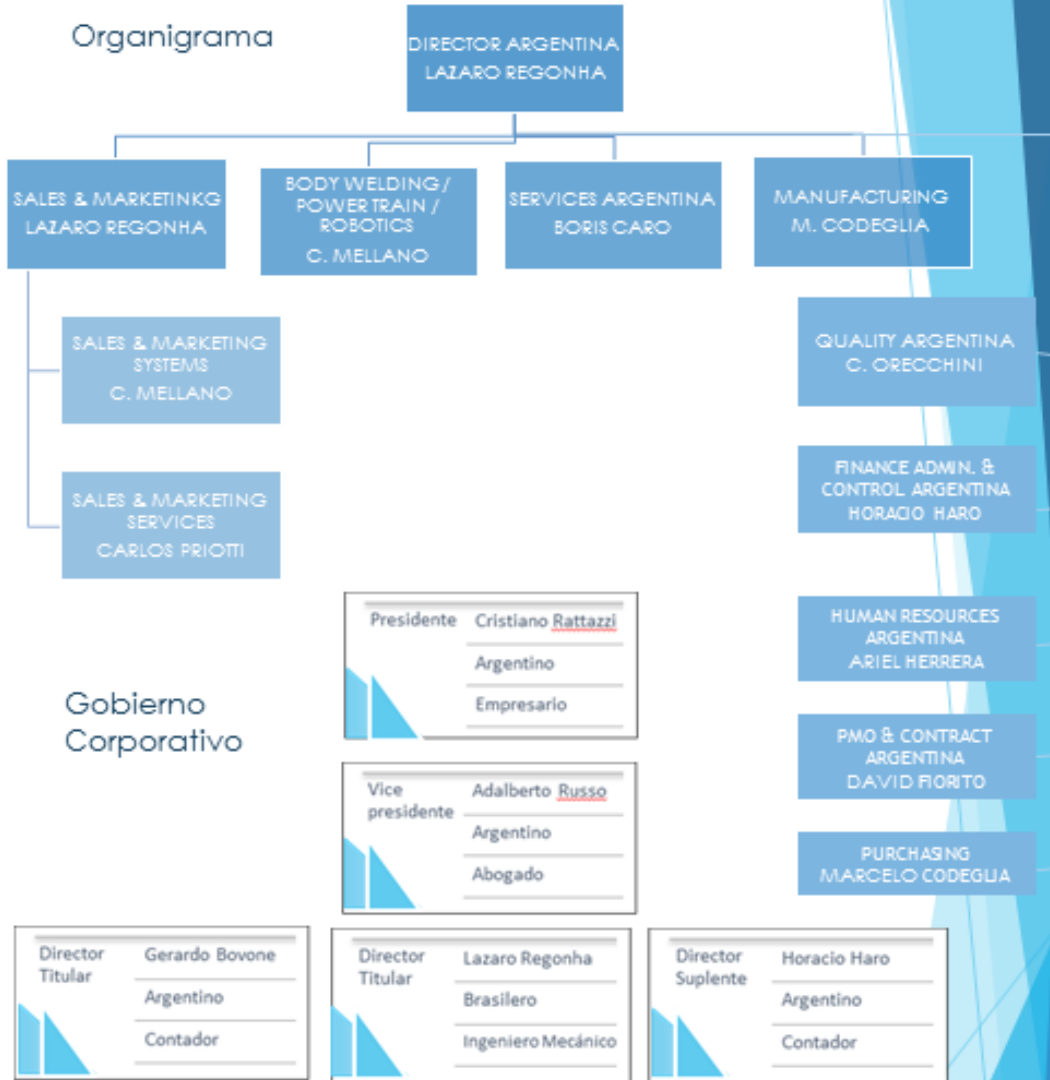 Organigrama
DIRECTOR ARGENTINA
LAZARO REGONHA
SALES & MARKETINKG
LAZARO REGONHA
BODY WELDING /
POWER TRAIN /
ROBOTICS
C. MELLANO
SERVICES ARGENTINA
BORIS CARO
MANUFACTURING
M. CODEGLIA
SALES & MARKETING
SYSTEMS
C. MELLANO
SALES & MARKETING
SERVICES
CARLOS PRIOTTI
QUALITY ARGENTINA
C. ORECCHINI
FINANCE ADMIN. &
CONTROL ARGENTINA
HORACIO HARO
HUMAN RESOURCES
ARGENTINA
ARIEL HERRERA
PMO & CONTRACT
ARGENTINA
DAVID FIORITO
PURCHASING
MARCELO CODEGLIA
Gobierno
Corporativo
Presidente Cristiano Rattazzi
Argentino
Empresario
Vice
presidente Adalberto Russo
Argentino
Abogado
Director
Titular Gerardo Bovone
Argentino
Contador
Director
Titular Lazaro Regonha
Brasilero
Ingeniero Mecánico
Director
Suplente Horacio Haro
Argentino
Contador